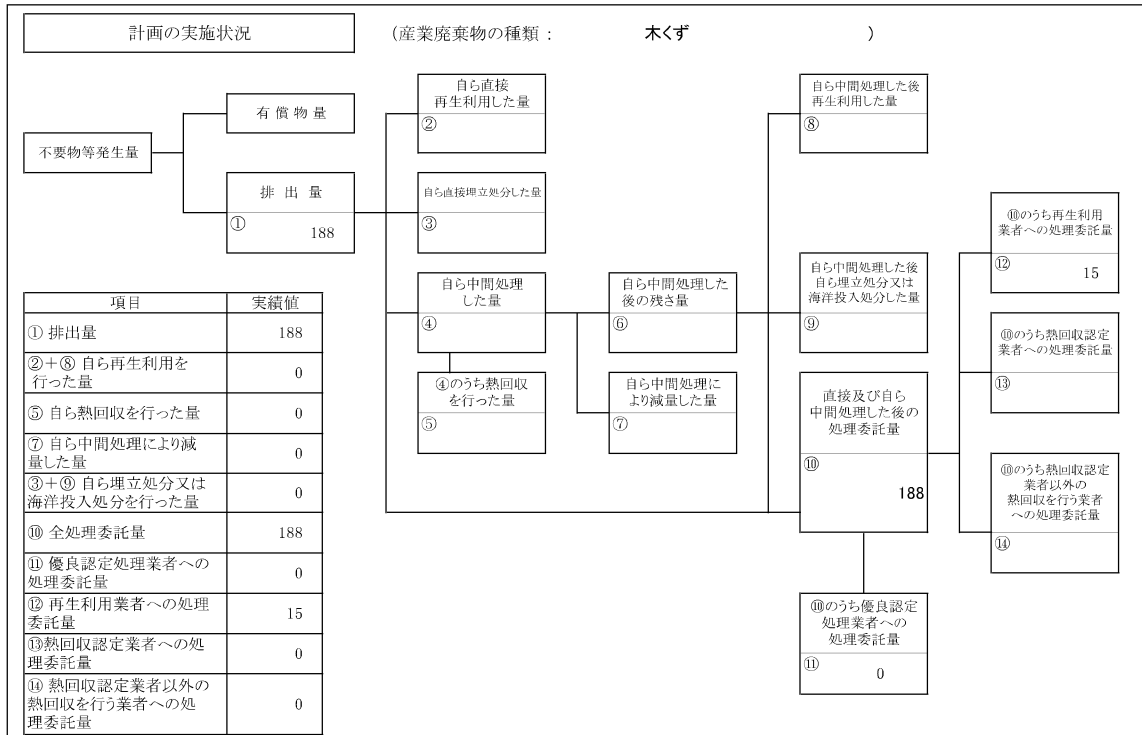 計画の実施状況
(産業廃棄物の種類 : 木くず )
不要物等発生量
有償物量
排出量
①
188
自ら直接
再生利用した量
②
自ら直接埋立処分した量
③
自ら中間処理
した量
④
④のうち熱回収
を行った量
⑤
自ら中間処理した
後の残さ量
⑥
自ら中間処理に
より減量した量
⑦
自ら中間処理した後
再生利用した量
⑧
自ら中間処理した後
自ら埋立処分又は
海洋投入処分した量
⑨
直接及び自ら
中間処理した後の
処理委託量
⑩
188
⑩のうち優良認定
処理業者への
処理委託量
⑪
0
⑩のうち再生利用
業者への処理委託量
⑫
15
⑩のうち熱回収認定
業者への処理委託量
⑬
⑩のうち熱回収認定
業者以外の
熱回収を行う業者
への処理委託量
⑭
項目 実績値
① 排出量 188
②+⑧ 自ら再生利用を
行った量 0
⑤ 自ら熱回収を行った量 0
⑦ 自ら中間処理により減
量した量 0
③+⑨ 自ら埋立処分又は
海洋投入処分を行った量 0
⑩ 全処理委託量 188
⑪ 優良認定処理業者への
処理委託量 0
⑫ 再生利用業者への処理
委託量 15
⑬熱回収認定業者への処
理委託量 0
⑭ 熱回収認定業者以外の
熱回収を行う業者への処
理委託量 0